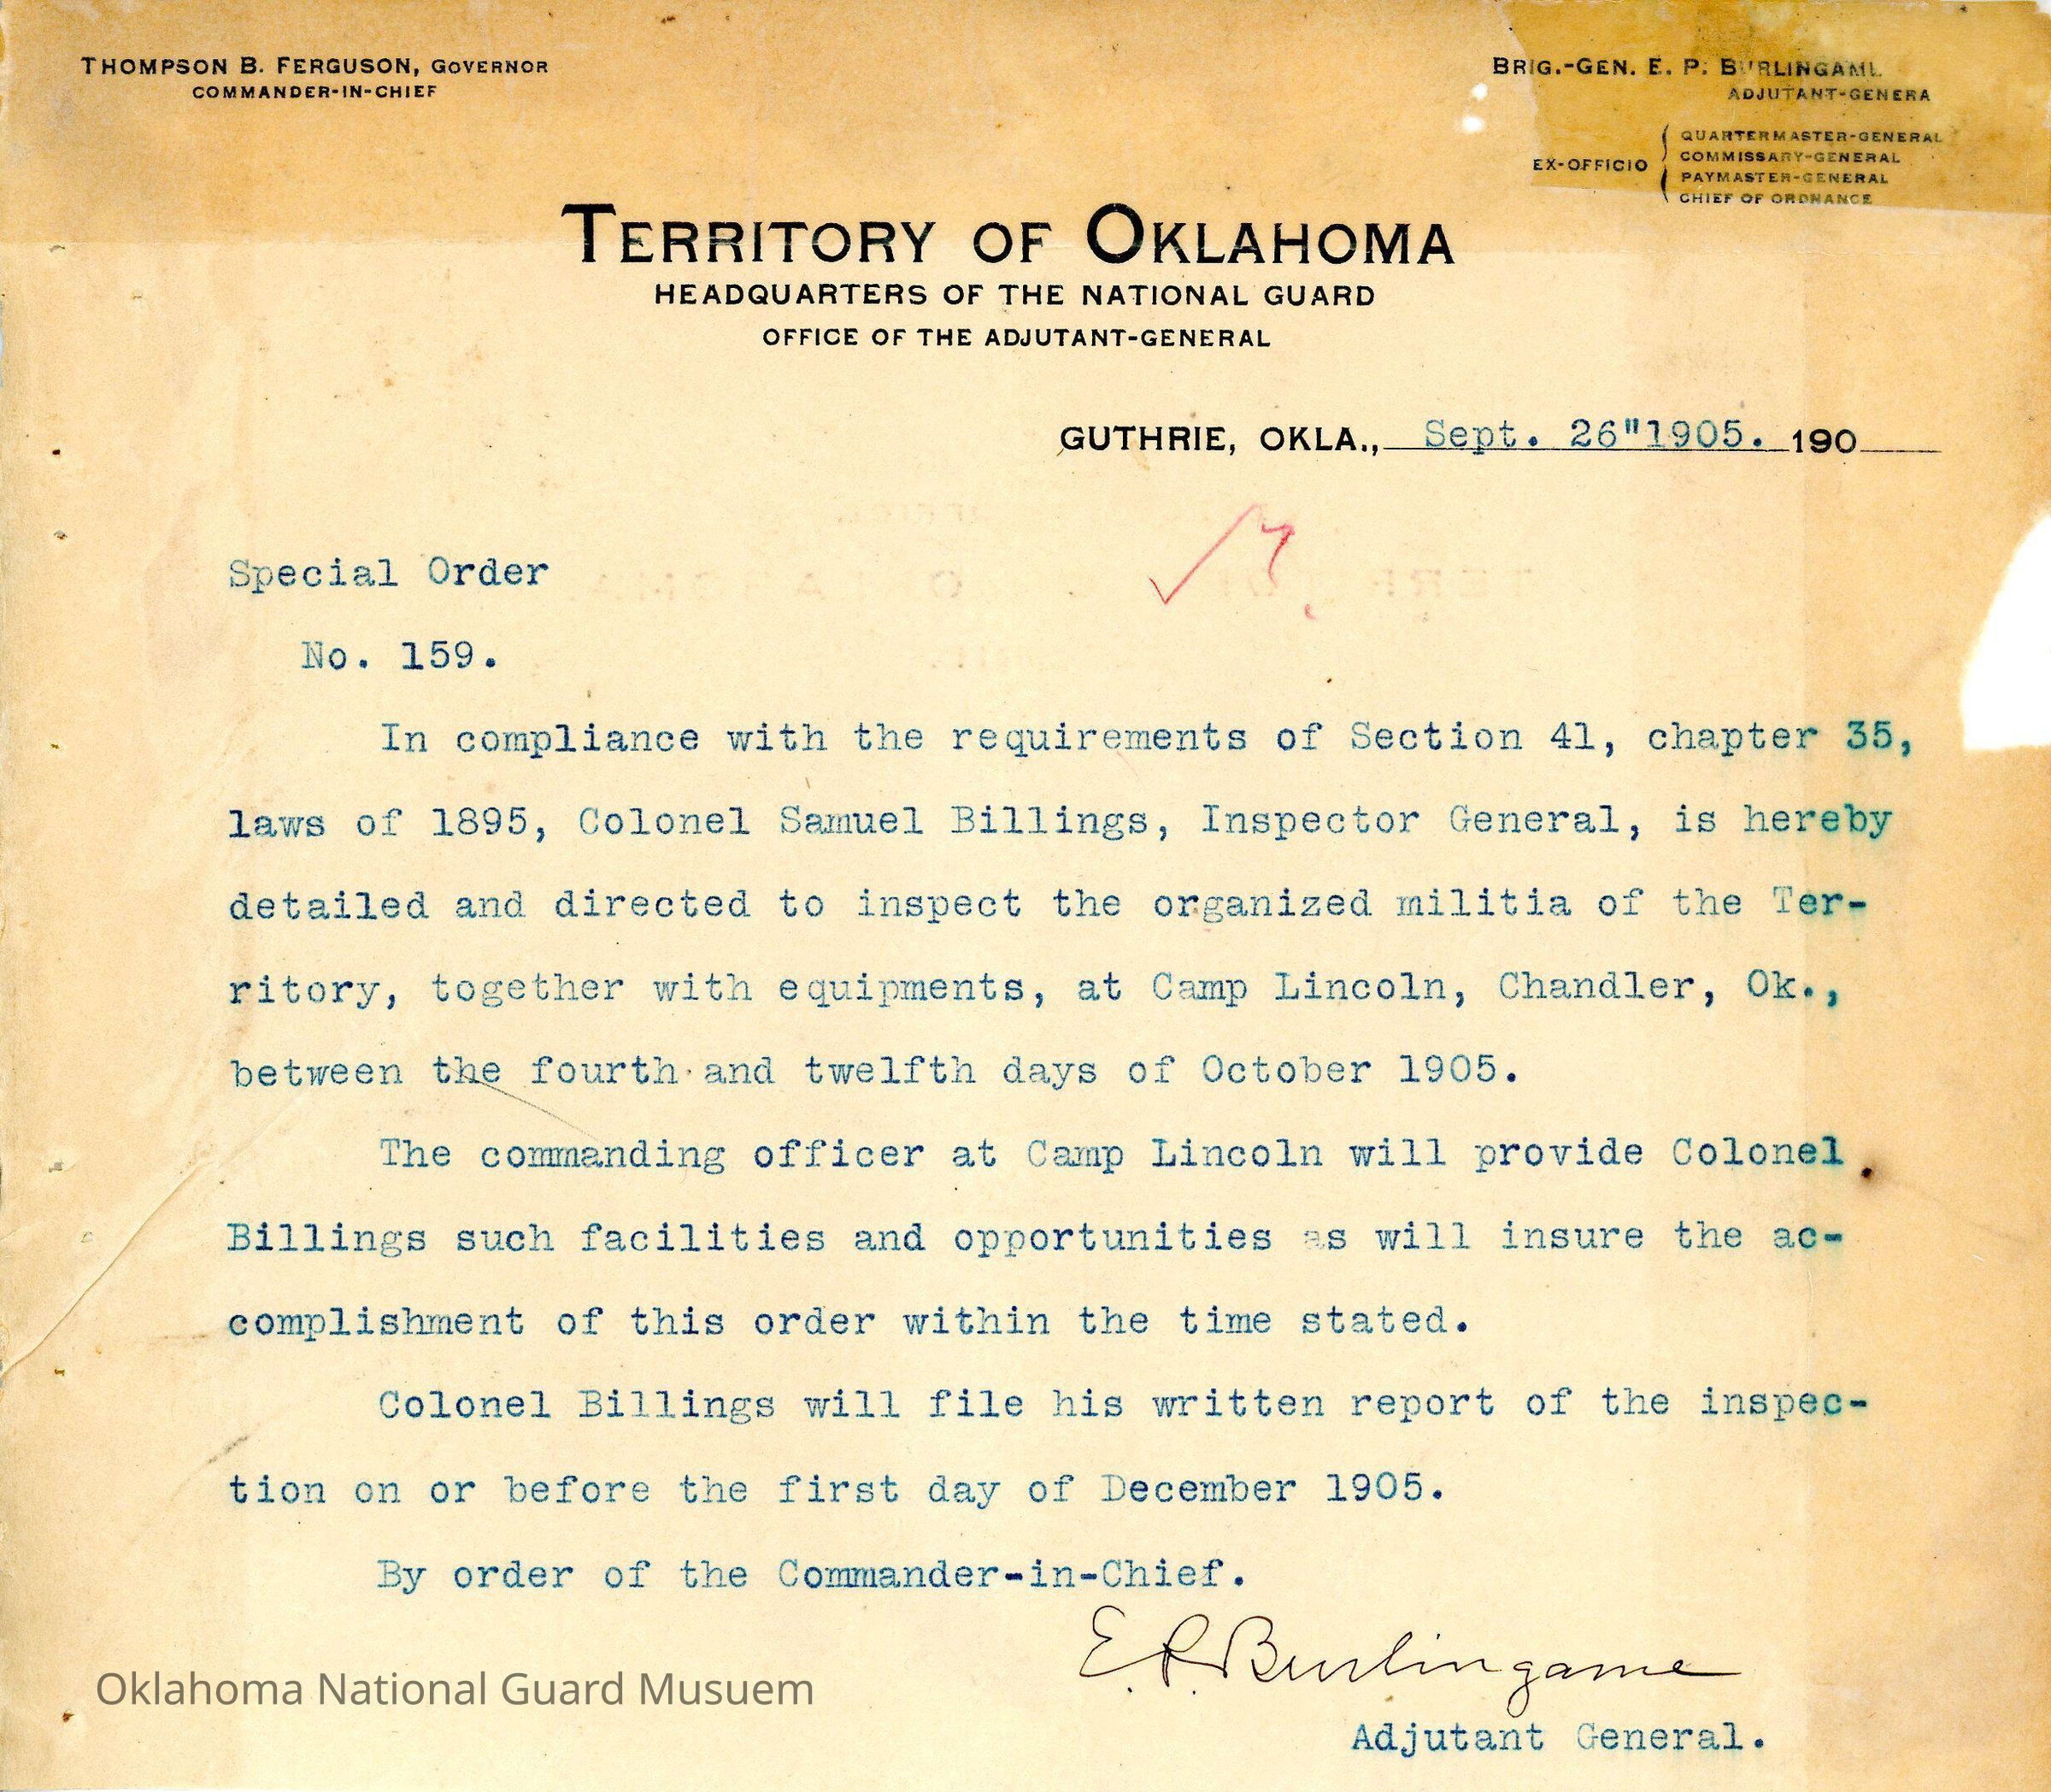 THOMPSON B. FERGUSON, GOVERNOR
COMMANDER-IN-CHIEF
BRIG.-GEN. E. P. BURLINGAME
ADJUTANT-GENERA
EX-OFFICIO
QUARTERMASTER-GENERAL
COMMISSARY-GENERAL
PAYMASTER-GENERAL
CHIEF OF ORDNANCE
TERRITORY OF OKLAHOMA
HEADQUARTERS OF THE NATIONAL GUARD
OFFICE OF THE ADJUTANT-GENERAL
GUTHRIE, OKLA., Sept. 26"1905. 190
Special Order
No. 159.
In compliance with the requirements of Section 41, chapter 35,
laws of 1895, Colonel Samuel Billings, Inspector General, is hereby
detailed and directed to inspect the organized militia of the Ter-
ritory, together with equipments, at Camp Lincoln, Chandler, Ok.,
between the fourth and twelfth days of October 1905.
The commanding officer at Camp Lincoln will provide Colonel
Billings such facilities and opportunities as will insure the ac-
complishment of this order within the time stated.
Colonel Billings will file his written report of the inspec-
tion on or before the first day of December 1905.
By order of the Commander-in-Chief.
E. P. Burlingame
Adjutant General.
Oklahoma National Guard Musuem